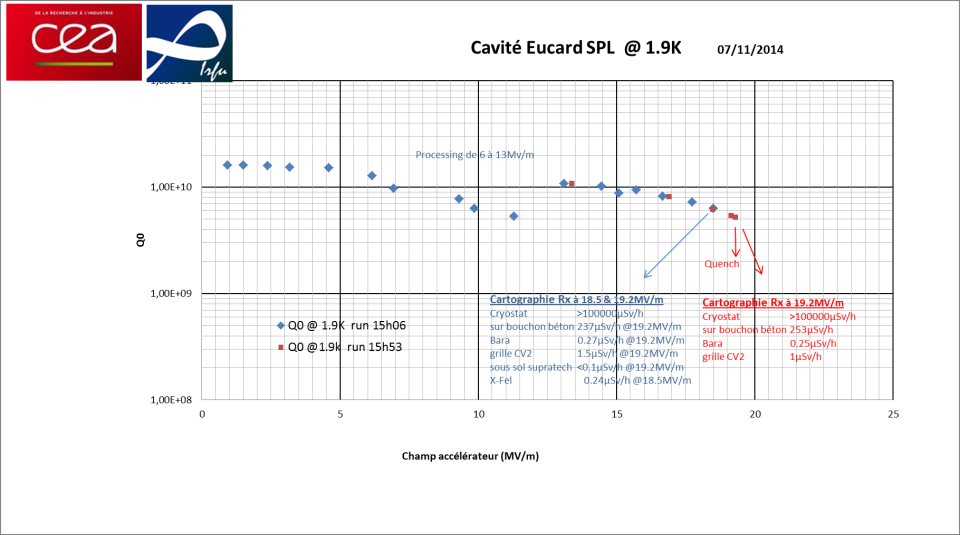 DE LA RECHERCHE À L'INDUSTRIE
cea
Irfu
Cavité Eucard SPL @ 1.9K 07/11/2014
Processing de 6 à 13Mv/m
1,00E+10
Q0
Quench
1,00E+09
Cartographie Rx à 18.5 & 19.2MV/m
Cryostat >100000µSv/h
sur bouchon béton 237µSv/h @19.2MV/m
Bara 0.27µSv/h @19.2MV/m
grille CV2 1.5µSv/h @19.2MV/m
sous sol supratech <0.1µSv/h @19.2MV/m
X-Fel 0.24µSv/h @18.5MV/m
Cartographie Rx à 19.2MV/m
Cryostat >100000µSv/h
sur bouchon béton 253µSv/h
Bara 0.25µSv/h
grille CV2 1µSv/h
Q0 @ 1.9K run 15h06
Q0 @1.9k run 15h53
1,00E+08
0 5 10 15 20 25
Champ accélérateur (MV/m)